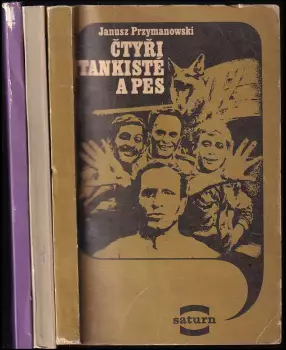 Janusz Przymanowski
ČTYŘI
TANKISTÉ
A PES
saturn